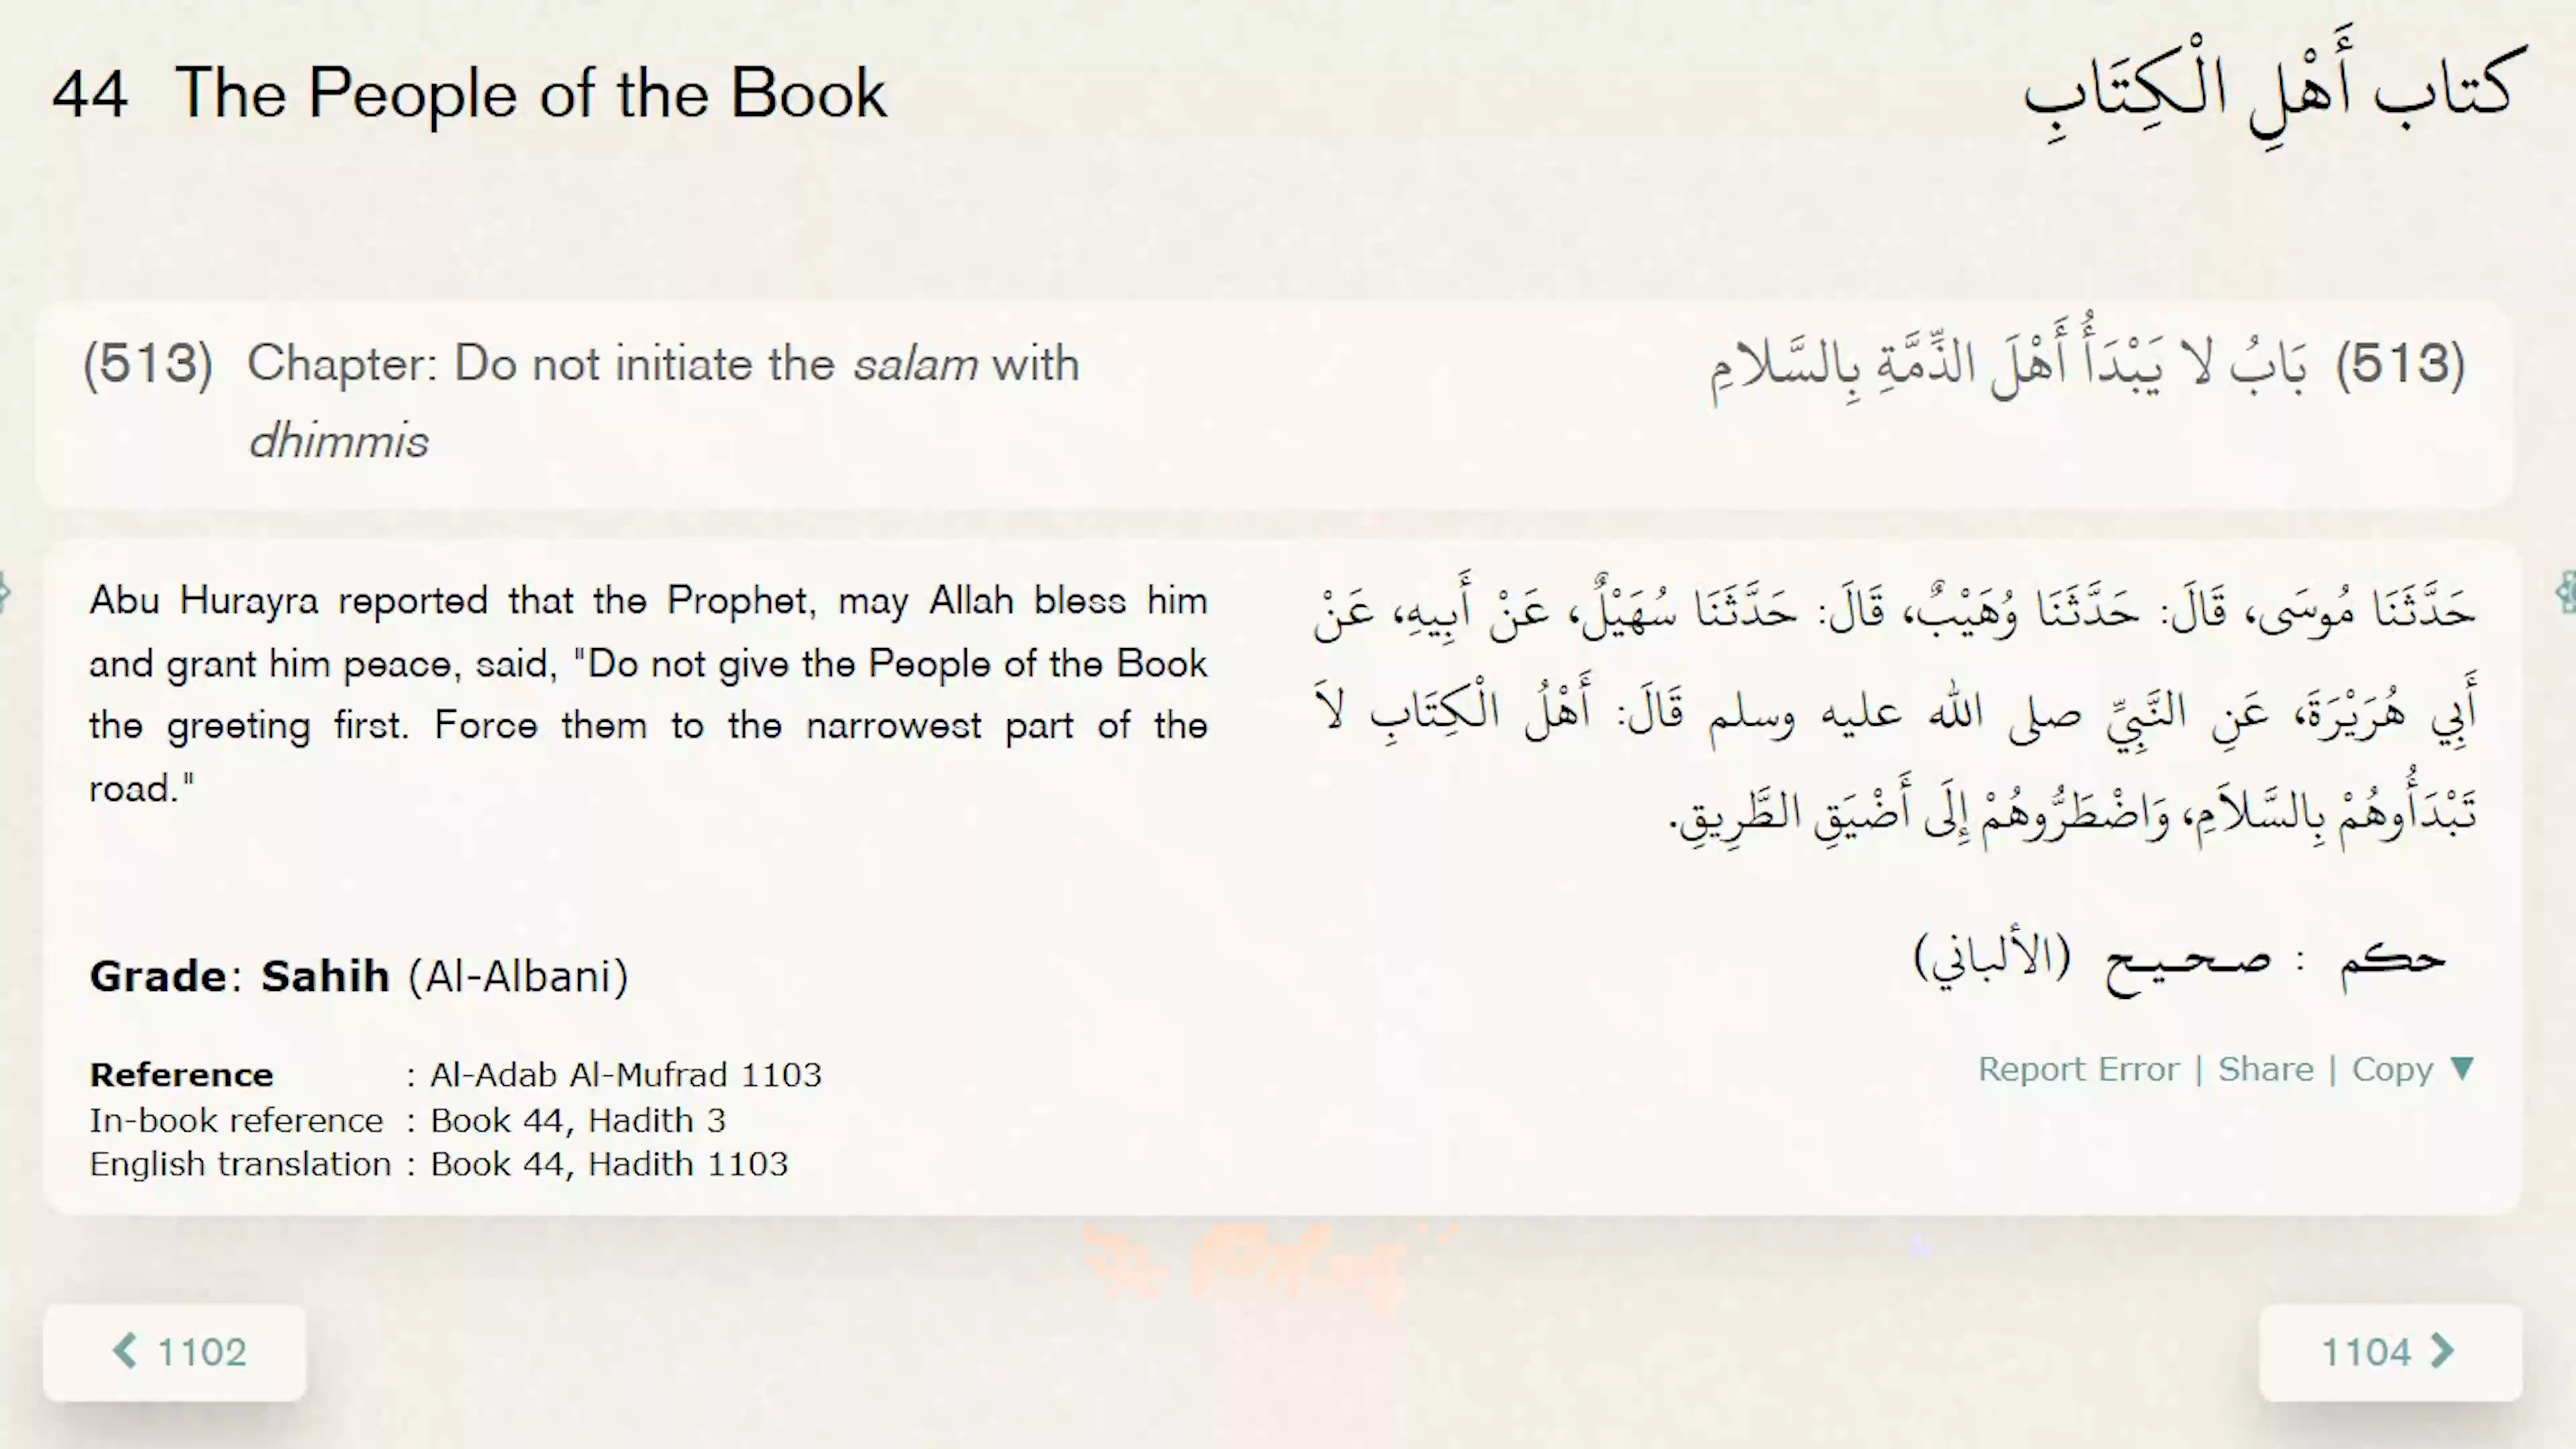 44 The People of the Book
كتاب أَهْلِ الْكِتَابِ
(513) Chapter: Do not initiate the salam with
dhimmis
(513) بَابُ لا يَبْدَأُ أَهْلَ الذِّمَّةِ بِالسَّلامِ
Abu Hurayra reported that the Prophet, may Allah bless him
and grant him peace, said, "Do not give the People of the Book
the greeting first. Force them to the narrowest part of the
road."
حَدَّثَنَا مُوسَى، قَالَ: حَدَّثَنَا وُهَيْبٌ، قَالَ: حَدَّثَنَا سُهَيْلٌ، عَنْ أَبِيهِ، عَنْ
أَبِي هُرَيْرَةَ، عَنِ النَّبِيِّ صلى الله عليه وسلم قَالَ: أَهْلُ الْكِتَابِ لاَ
تَبْدَأُوهُمْ بِالسَّلاَمِ، وَاضْطَرُّوهُمْ إِلَى أَضْيَقِ الطَّرِيقِ.
Grade: Sahih (Al-Albani)
حكم : صحيح (الألباني)
Reference : Al-Adab Al-Mufrad 1103
In-book reference : Book 44, Hadith 3
English translation : Book 44, Hadith 1103
Report Error | Share | Copy ▼
1102
1104